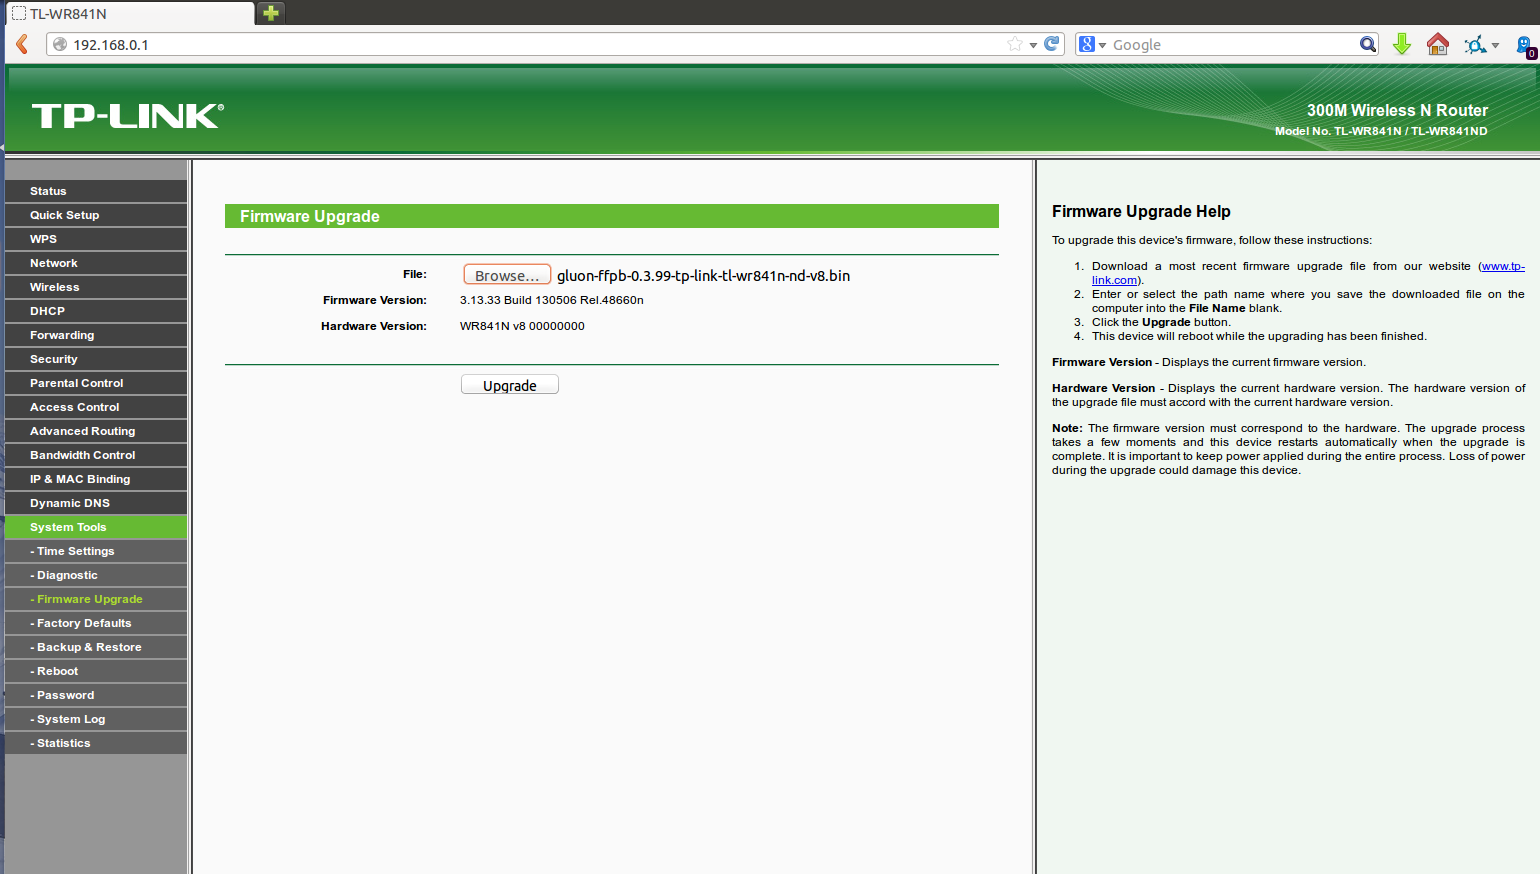 TL-WR841N
192.168.0.1
Google
0
TP-LINK®
300M Wireless N Router
Model No. TL-WR841N / TL-WR841ND
Status
Quick Setup
WPS
Network
Wireless
DHCP
Forwarding
Security
Parental Control
Access Control
Advanced Routing
Bandwidth Control
IP & MAC Binding
Dynamic DNS
System Tools
- Time Settings
- Diagnostic
- Firmware Upgrade
- Factory Defaults
- Backup & Restore
- Reboot
- Password
- System Log
- Statistics
Firmware Upgrade
File: Browse... gluon-ffpb-0.3.99-tp-link-tl-wr841n-nd-v8.bin
Firmware Version: 3.13.33 Build 130506 Rel.48660n
Hardware Version: WR841N v8 00000000
Upgrade
Firmware Upgrade Help
To upgrade this device's firmware, follow these instructions:
1. Download a most recent firmware upgrade file from our website (www.tp-
link.com).
2. Enter or select the path name where you save the downloaded file on the
computer into the File Name blank.
3. Click the Upgrade button.
4. This device will reboot while the upgrading has been finished.
Firmware Version - Displays the current firmware version.
Hardware Version - Displays the current hardware version. The hardware version of
the upgrade file must accord with the current hardware version.
Note: The firmware version must correspond to the hardware. The upgrade process
takes a few moments and this device restarts automatically when the upgrade is
complete. It is important to keep power applied during the entire process. Loss of power
during the upgrade could damage this device.